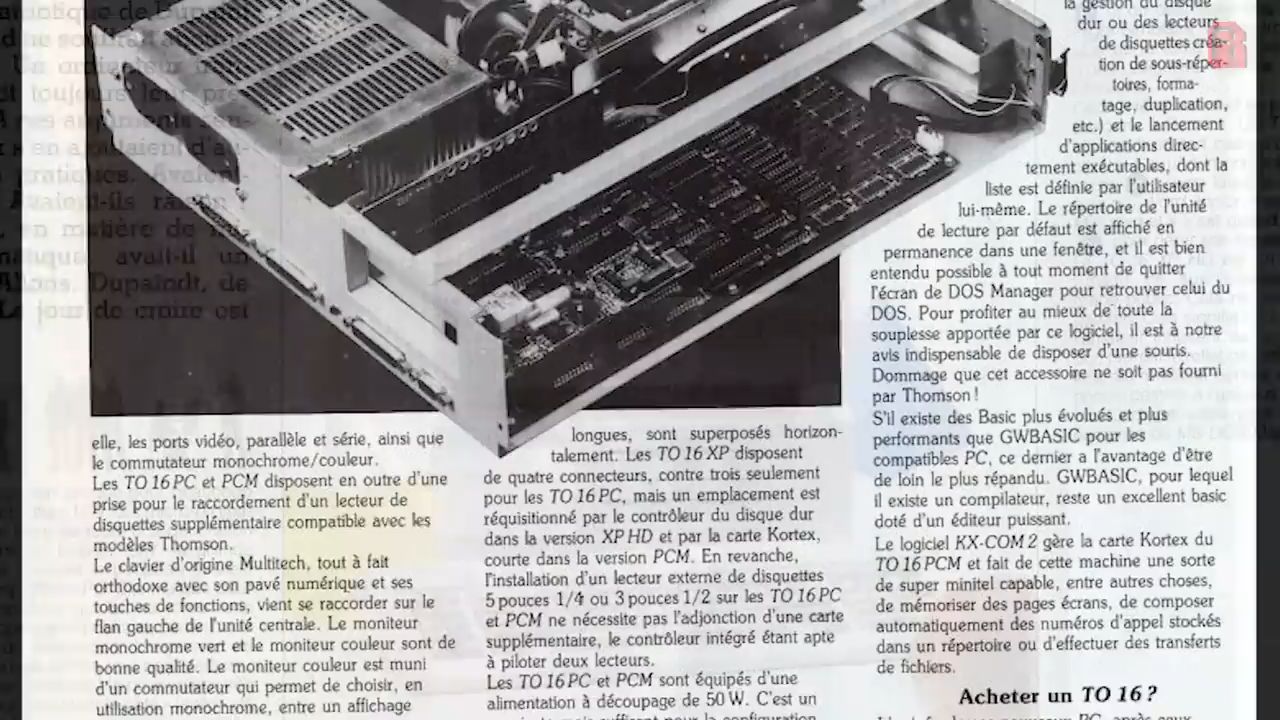 elle, les ports vidéo, parallèle et série, ainsi que
le commutateur monochrome/couleur.
Les TO 16 PC et PCM disposent en outre d'une
prise pour le raccordement d'un lecteur de
disquettes supplémentaire compatible avec les
modèles Thomson.
Le clavier d'origine Multitech, tout à fait
orthodoxe avec son pavé numérique et ses
touches de fonctions, vient se raccorder sur le
flan gauche de l'unité centrale. Le moniteur
monochrome vert et le moniteur couleur sont de
bonne qualité. Le moniteur couleur est muni
d'un commutateur qui permet de choisir, en
utilisation monochrome, entre un affichage
longues, sont superposés horizon-
talement. Les TO 16 XP disposent
de quatre connecteurs, contre trois seulement
pour les TO 16 PC, mais un emplacement est
réquisitionné par le contrôleur du disque dur
dans la version XP HD et par la carte Kortex,
courte dans la version PCM. En revanche,
l'installation d'un lecteur externe de disquettes
5 pouces 1/4 ou 3 pouces 1/2 sur les TO 16 PC
et PCM ne nécessite pas l'adjonction d'une carte
supplémentaire, le contrôleur intégré étant apte
à piloter deux lecteurs.
Les TO 16 PC et PCM sont équipés d'une
alimentation à découpage de 50 W. C'est un
la gestion du disque
dur ou des lecteurs
de disquettes créa-
tion de sous-réper-
toires, forma-
tage, duplication,
etc.) et le lancement
d'applications direc-
tement exécutables, dont la
liste est définie par l'utilisateur
lui-même. Le répertoire de l'unité
de lecture par défaut est affiché en
permanence dans une fenêtre, et il est bien
entendu possible à tout moment de quitter
l'écran de DOS Manager pour retrouver celui du
DOS. Pour profiter au mieux de toute la
souplesse apportée par ce logiciel, il est à notre
avis indispensable de disposer d'une souris.
Dommage que cet accessoire ne soit pas fourni
par Thomson !
S'il existe des Basic plus évolués et plus
performants que GWBASIC pour les
compatibles PC, ce dernier a l'avantage d'être
de loin le plus répandu. GWBASIC, pour lequel
il existe un compilateur, reste un excellent basic
doté d'un éditeur puissant.
Le logiciel KX-COM 2 gère la carte Kortex du
TO 16 PCM et fait de cette machine une sorte
de super minitel capable, entre autres choses,
de mémoriser des pages écrans, de composer
automatiquement des numéros d'appel stockés
dans un répertoire ou d'effectuer des transferts
de fichiers.
Acheter un TO 16 ?